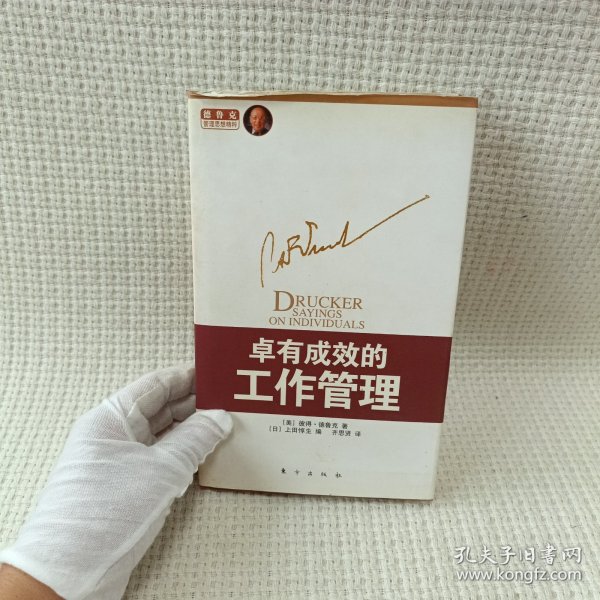 德鲁克
管理思想精粹
DRUCKER
SAYINGS
ON INDIVIDUALS
卓有成效的
工作管理
［美］彼得·德鲁克 著
［日］上田惇生 编 齐思贤 译
东方出版社
孔夫子旧书网
www.kongfz.com